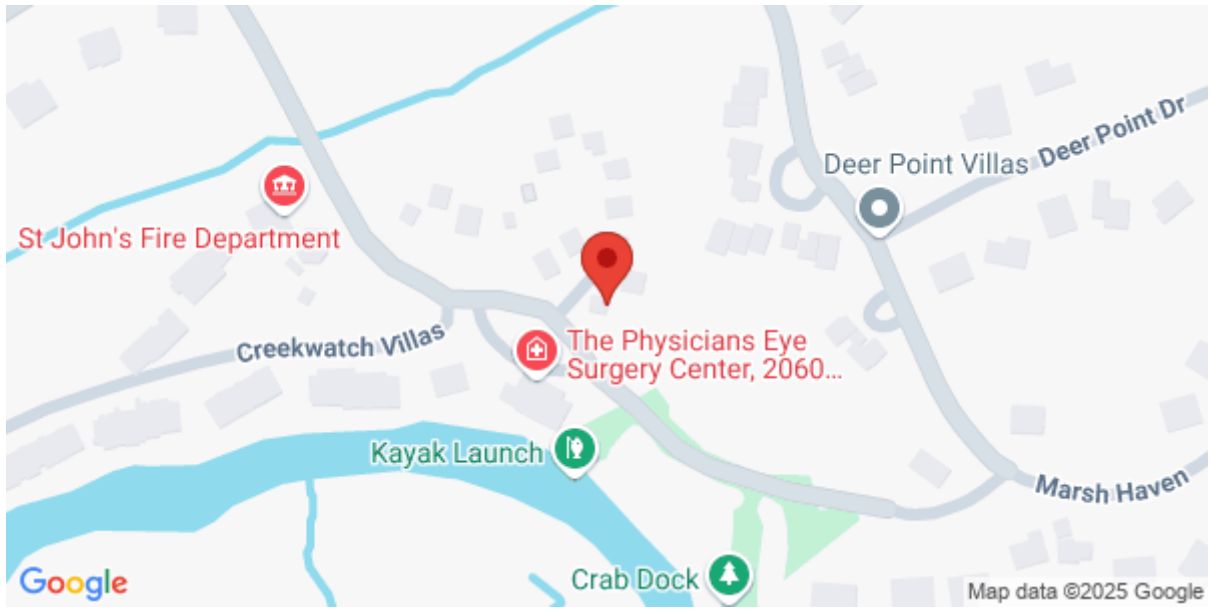 Deer Point Dr
Deer Point Villas
St John's Fire Department
Creekwatch Villas
The Physicians Eye
Surgery Center, 2060...
Kayak Launch
Marsh Haven
Crab Dock
Google
Map data ©2025 Google